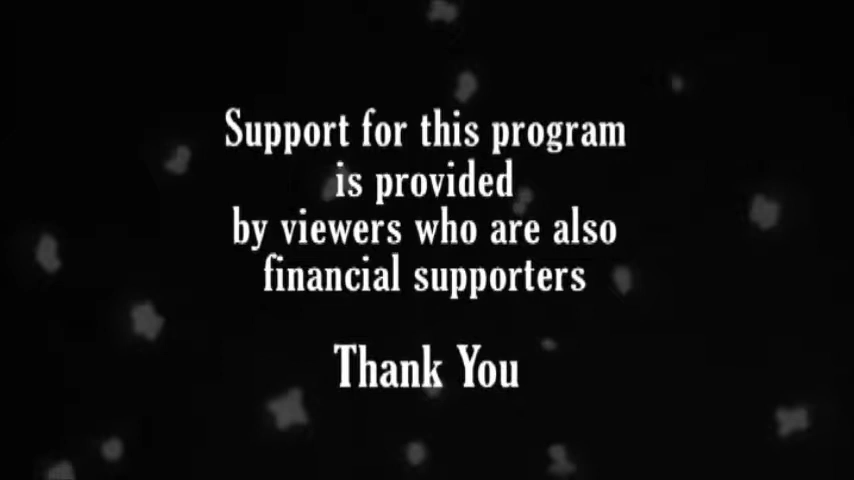 Support for this program
is provided
by viewers who are also
financial supporters
Thank You